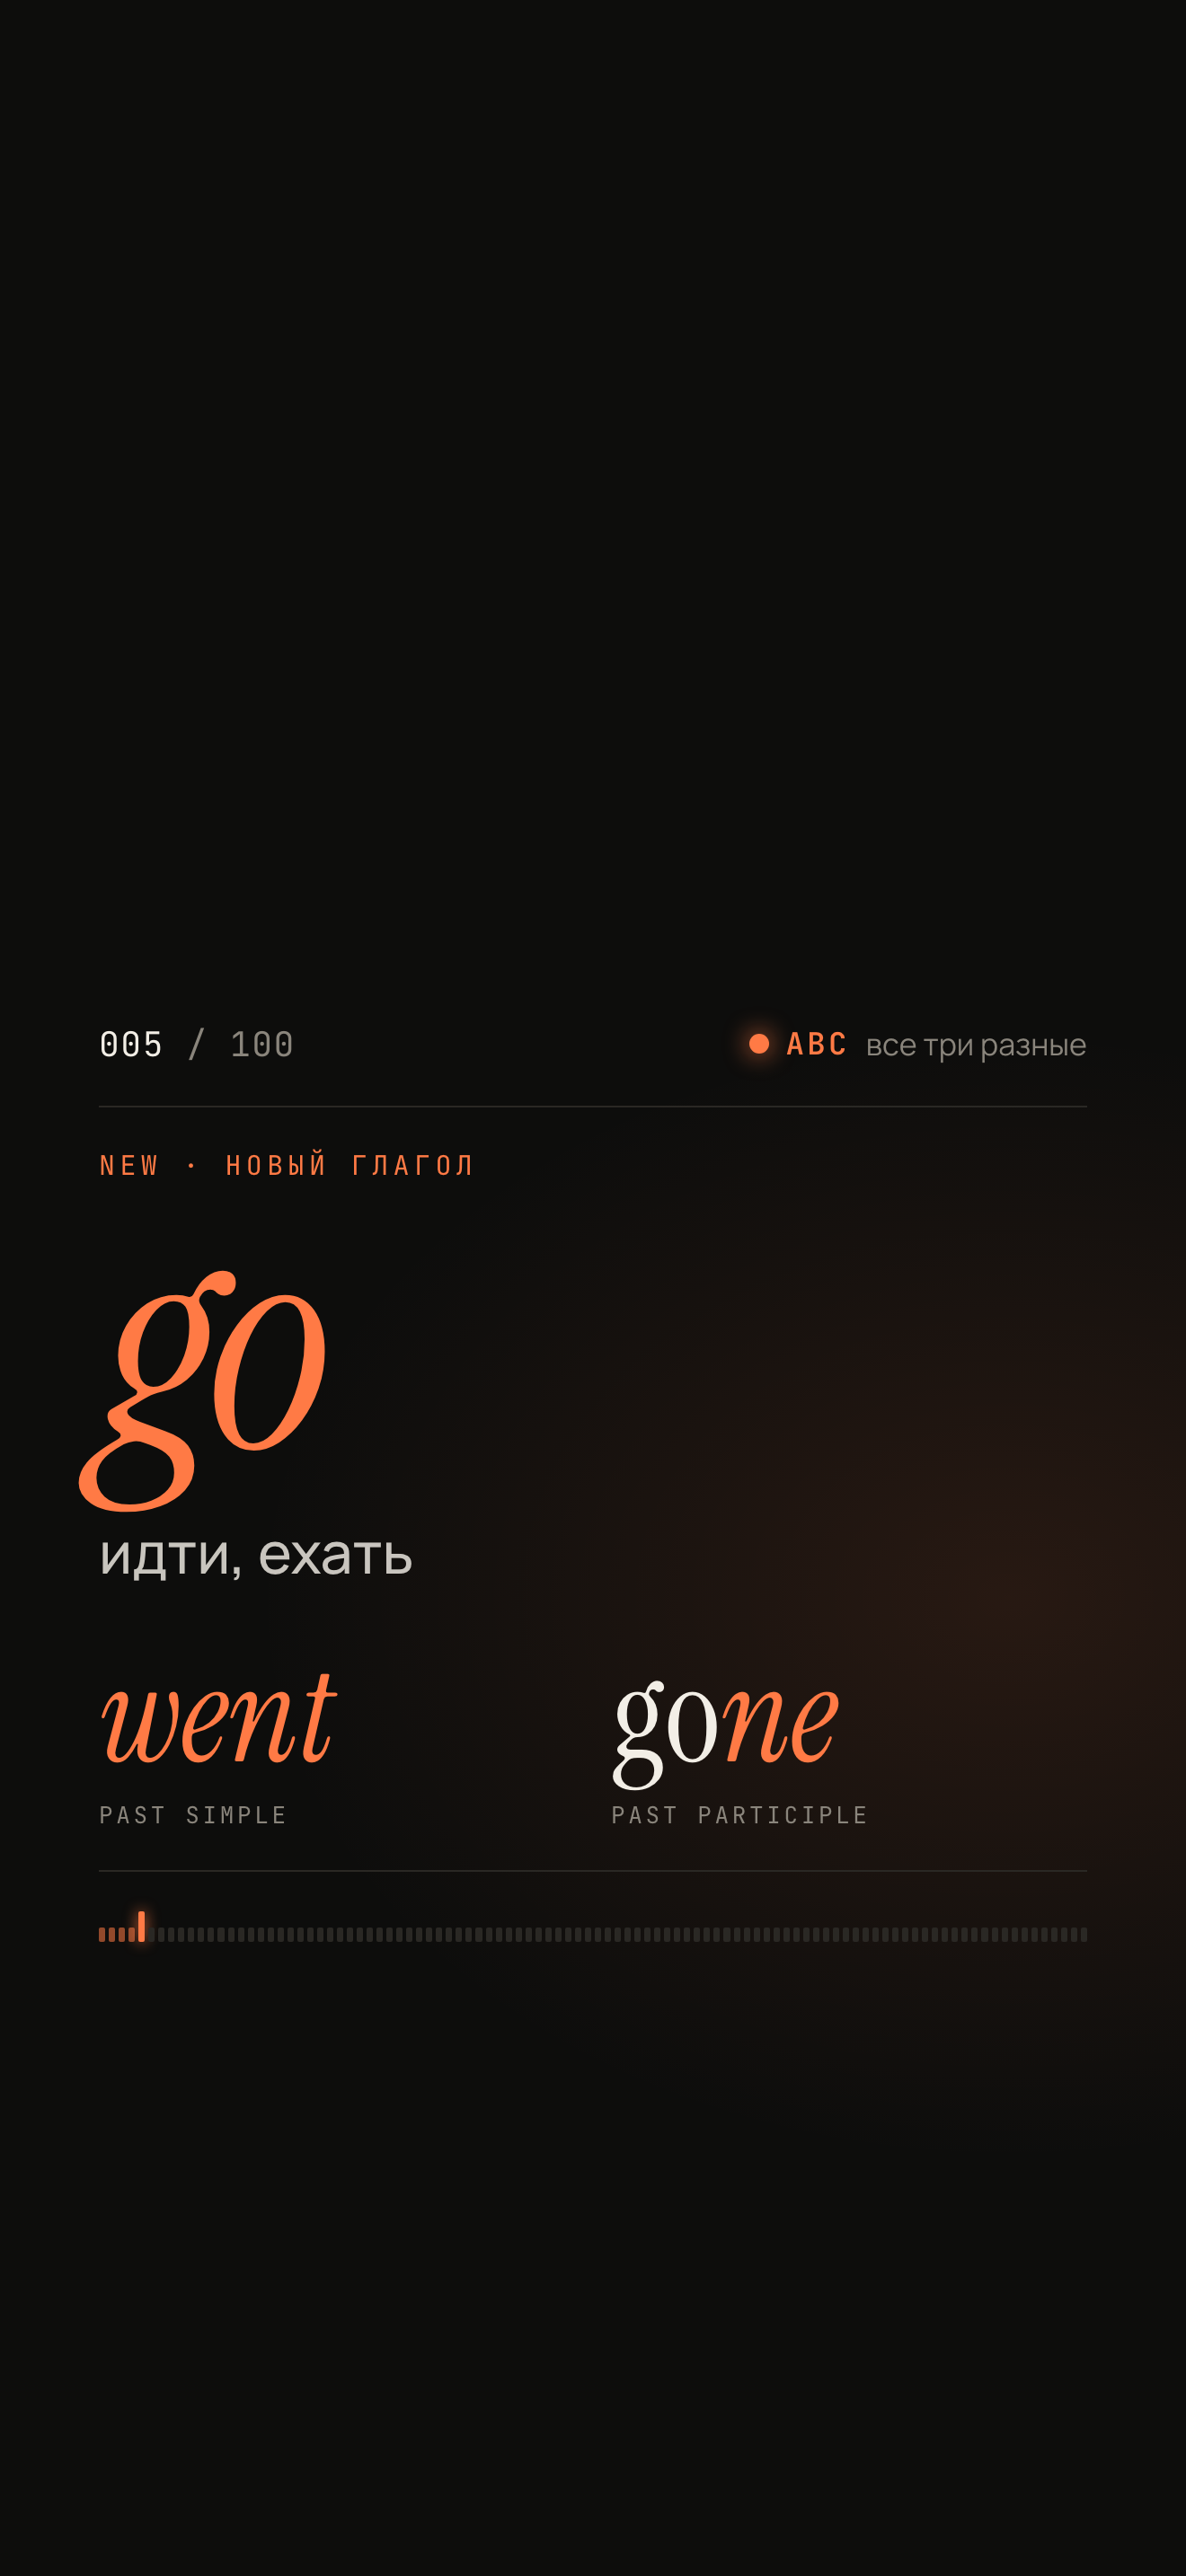 005 / 100
ABC все три разные
NEW · НОВЫЙ ГЛАГОЛ
go
идти, ехать
went
gone
PAST SIMPLE
PAST PARTICIPLE